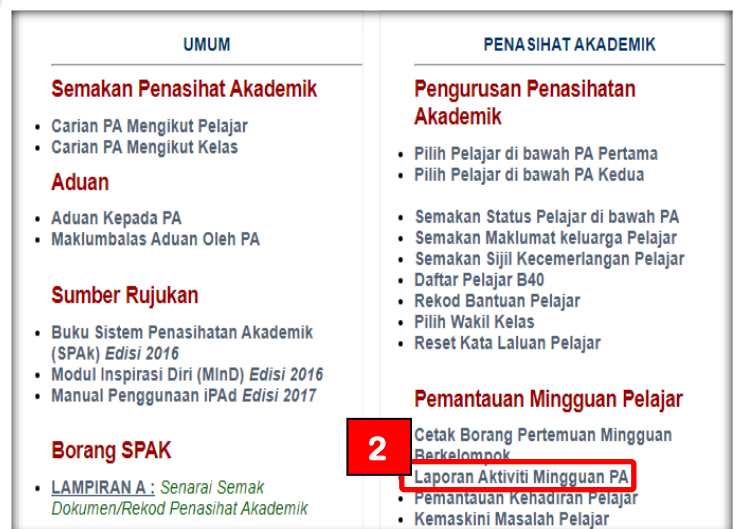 UMUM
Semakan Penasihat Akademik
Carian PA Mengikut Pelajar
Carian PA Mengikut Kelas
Aduan
Aduan Kepada PA
Maklumbalas Aduan Oleh PA
Sumber Rujukan
Buku Sistem Penasihatan Akademik
(SPAk) Edisi 2016
Modul Inspirasi Diri (MInD) Edisi 2016
Manual Penggunaan iPAd Edisi 2017
Borang SPAK
LAMPIRAN A : Senarai Semak
Dokumen/Rekod Penasihat Akademik
PENASIHAT AKADEMIK
Pengurusan Penasihatan
Akademik
Pilih Pelajar di bawah PA Pertama
Pilih Pelajar di bawah PA Kedua
Semakan Status Pelajar di bawah PA
Semakan Maklumat keluarga Pelajar
Semakan Sijil Kecemerlangan Pelajar
Daftar Pelajar B40
Rekod Bantuan Pelajar
Pilih Wakil Kelas
Reset Kata Laluan Pelajar
Pemantauan Mingguan Pelajar
2
Cetak Borang Pertemuan Mingguan
Berkelompok
Laporan Aktiviti Mingguan PA
Pemantauan Kehadiran Pelajar
Kemaskini Masalah Pelajar